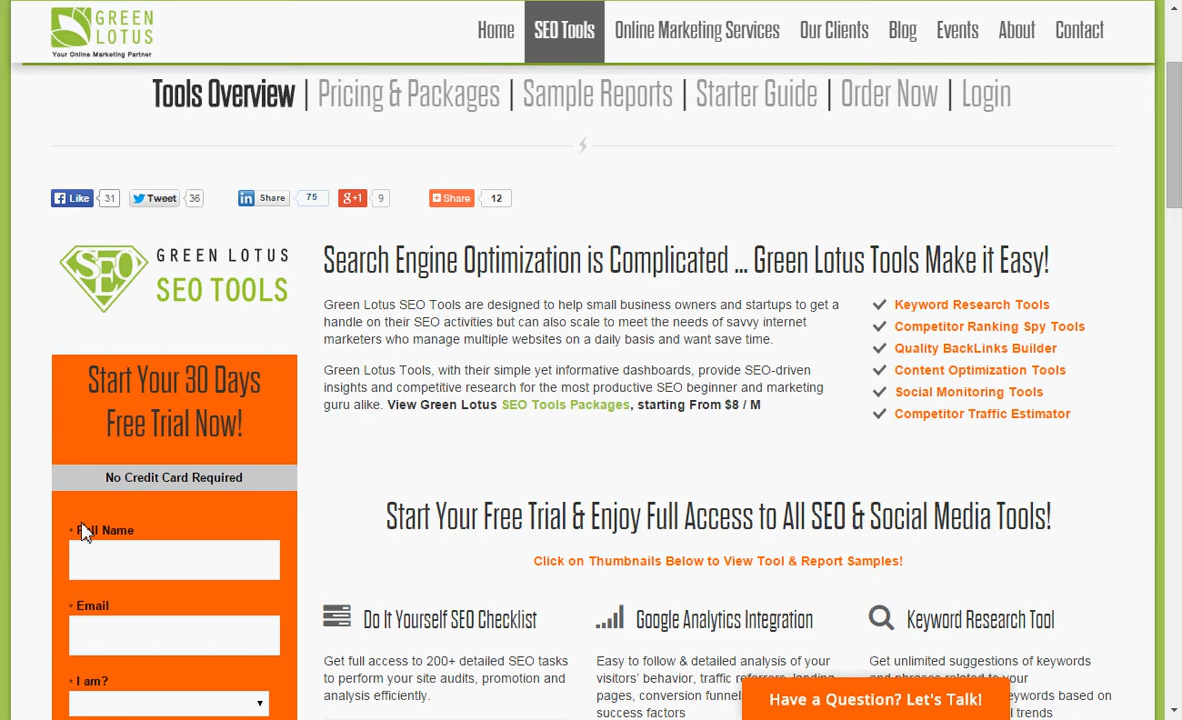 GREEN
LOTUS
Your Online Marketing Partner
Home SEO Tools Online Marketing Services Our Clients Blog Events About Contact
Tools Overview | Pricing & Packages | Sample Reports | Starter Guide | Order Now | Login
Like 31 Tweet 36 in Share 75 g+1 9 Share 12
SEO
GREEN LOTUS
SEO TOOLS
Start Your 30 Days
Free Trial Now!
No Credit Card Required
* Full Name
* Email
* I am?
Search Engine Optimization is Complicated ... Green Lotus Tools Make it Easy!
Green Lotus SEO Tools are designed to help small business owners and startups to get a
handle on their SEO activities but can also scale to meet the needs of savvy internet
marketers who manage multiple websites on a daily basis and want save time.
Green Lotus Tools, with their simple yet informative dashboards, provide SEO-driven
insights and competitive research for the most productive SEO beginner and marketing
guru alike. View Green Lotus SEO Tools Packages, starting From $8 / M
Keyword Research Tools
Competitor Ranking Spy Tools
Quality BackLinks Builder
Content Optimization Tools
Social Monitoring Tools
Competitor Traffic Estimator
Start Your Free Trial & Enjoy Full Access to All SEO & Social Media Tools!
Click on Thumbnails Below to View Tool & Report Samples!
Do It Yourself SEO Checklist
Get full access to 200+ detailed SEO tasks
to perform your site audits, promotion and
analysis efficiently.
Google Analytics Integration
Easy to follow & detailed analysis of your
visitors' behavior, traffic referrers, landing
pages, conversion funnel
success factors
Keyword Research Tool
Get unlimited suggestions of keywords
and phrases related to your
keywords based on
trends
Have a Question? Let's Talk!